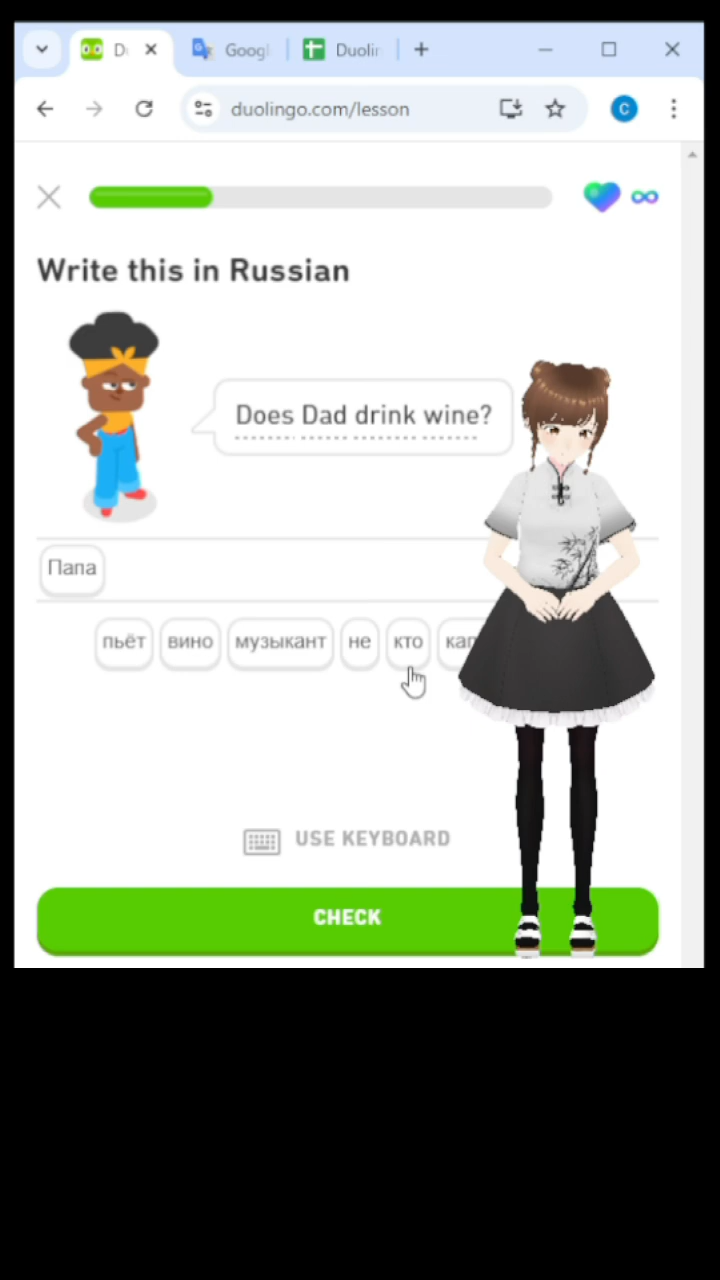 Googl
Duolin
duolingo.com/lesson
C
Write this in Russian
Does Dad drink wine?
Папа
пьёт вино музыкант не кто
USE KEYBOARD
CHECK